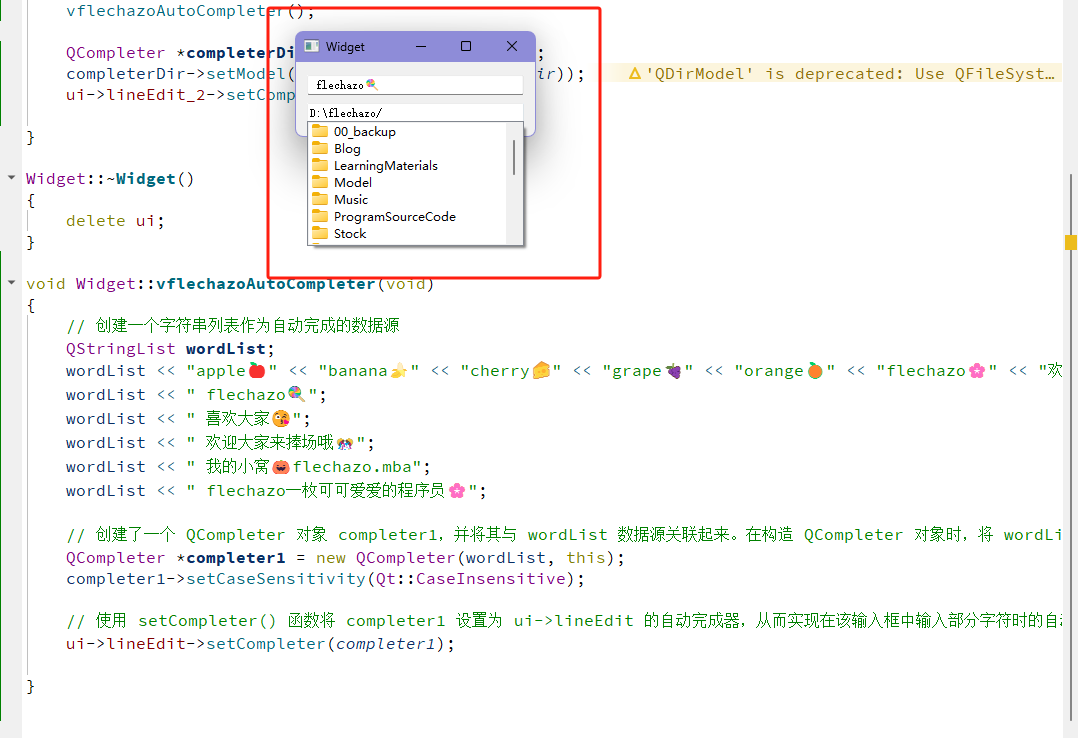 vflechazoAutoCompleter();
QCompleter *completerDi
;
completerDir->setModel(
ir));
'QDirModel' is deprecated: Use QFileSyst…
ui->lineEdit_2->setComp
}
Widget
flechazo🍭
D:\flechazo/
00_backup
Blog
LearningMaterials
Model
Music
ProgramSourceCode
Stock
Widget::~Widget()
{
delete ui;
}
void Widget::vflechazoAutoCompleter(void)
{
// 创建一个字符串列表作为自动完成的数据源
QStringList wordList;
wordList << "apple🍎" << "banana🍌" << "cherry🧀" << "grape🍇" << "orange🍊" << "flechazo🌸" << "欢
wordList << " flechazo🍭";
wordList << " 喜欢大家😘";
wordList << " 欢迎大家来捧场哦🎊";
wordList << " 我的小窝🎃flechazo.mba";
wordList << " flechazo一枚可可爱爱的程序员🌸";
// 创建了一个 QCompleter 对象 completer1，并将其与 wordList 数据源关联起来。在构造 QCompleter 对象时，将 wordLi
QCompleter *completer1 = new QCompleter(wordList, this);
completer1->setCaseSensitivity(Qt::CaseInsensitive);
// 使用 setCompleter() 函数将 completer1 设置为 ui->lineEdit 的自动完成器，从而实现在该输入框中输入部分字符时的自动
ui->lineEdit->setCompleter(completer1);
}